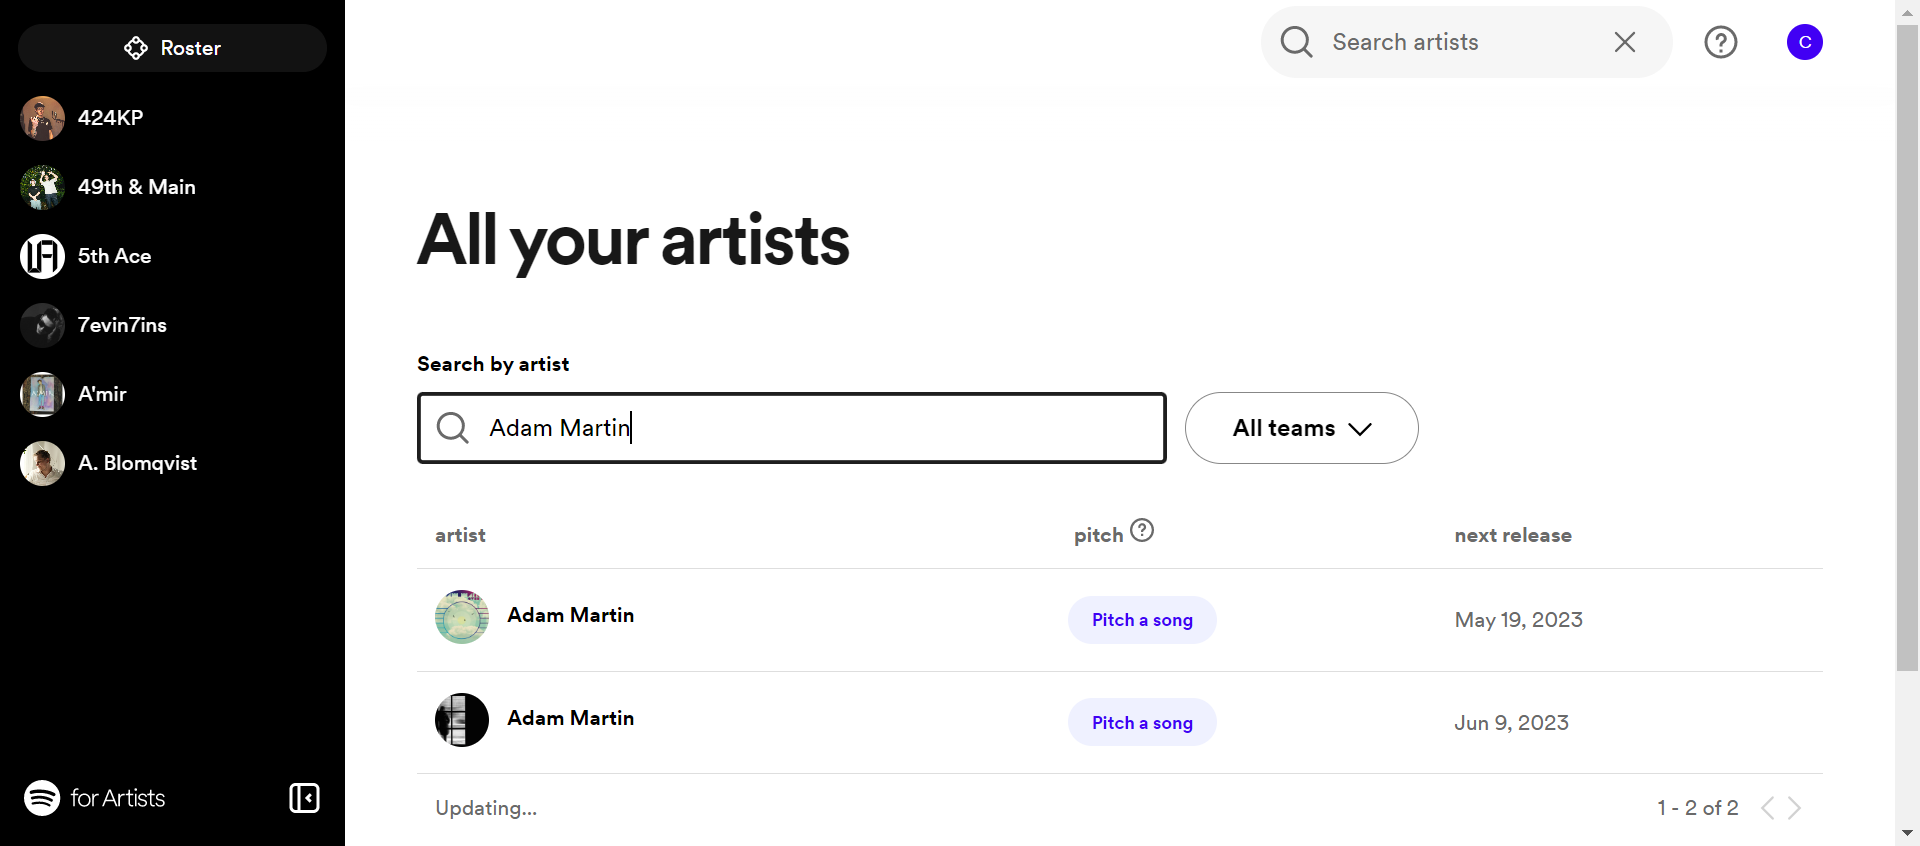 Roster
424KP
49th & Main
5th Ace
7evin7ins
A'mir
A. Blomqvist
for Artists
Search artists
C
All your artists
Search by artist
Adam Martin
All teams
artist
pitch
next release
Adam Martin
Pitch a song
May 19, 2023
Adam Martin
Pitch a song
Jun 9, 2023
Updating...
1 - 2 of 2